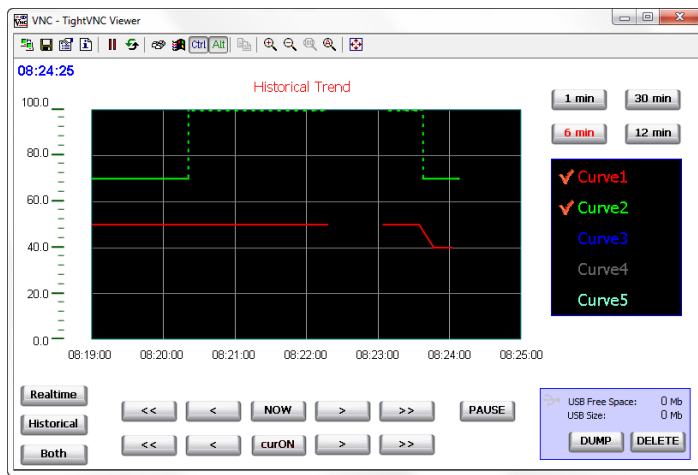 VNC - TightVNC Viewer
Ctrl Alt
08:24:25
Historical Trend
100.0
80.0
60.0
40.0
20.0
0.0
08:19:00 08:20:00 08:21:00 08:22:00 08:23:00 08:24:00 08:25:00
1 min 30 min
6 min 12 min
Curve1
Curve2
Curve3
Curve4
Curve5
Realtime
Historical
Both
<< < NOW > >> PAUSE
<< < curON > >>
USB Free Space: 0 Mb
USB Size: 0 Mb
DUMP DELETE